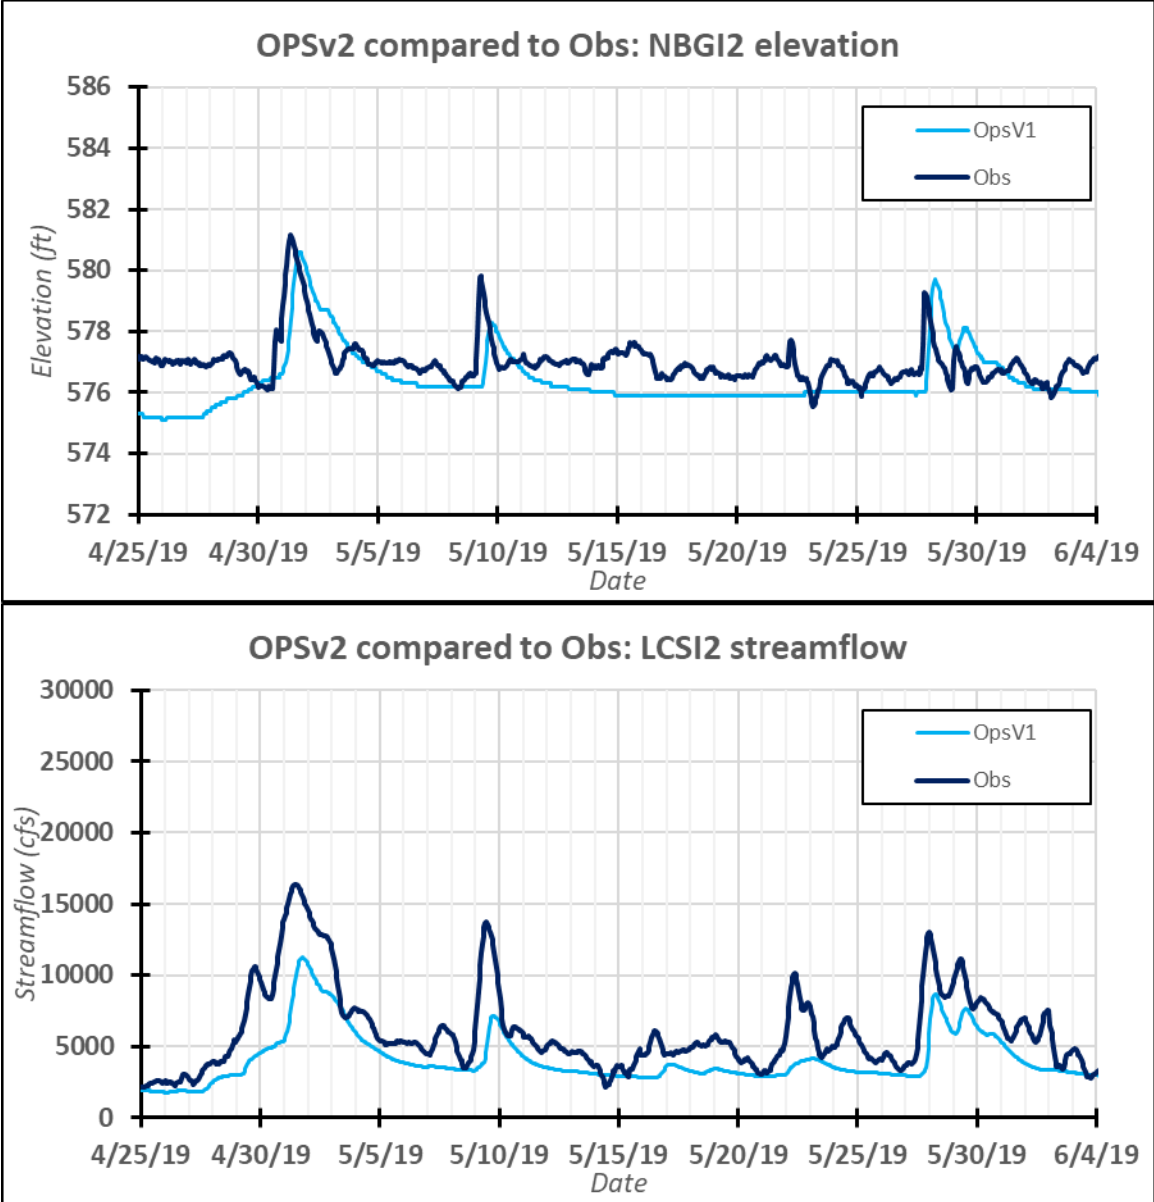 OPSv2 compared to Obs: NBGI2 elevation
586
584
582
580
578
576
574
572
Elevation (ft)
OpsV1
Obs
4/25/19 4/30/19 5/5/19 5/10/19 5/15/19 5/20/19 5/25/19 5/30/19 6/4/19
Date
OPSv2 compared to Obs: LCSI2 streamflow
30000
25000
20000
15000
10000
5000
0
Streamflow (cfs)
OpsV1
Obs
4/25/19 4/30/19 5/5/19 5/10/19 5/15/19 5/20/19 5/25/19 5/30/19 6/4/19
Date